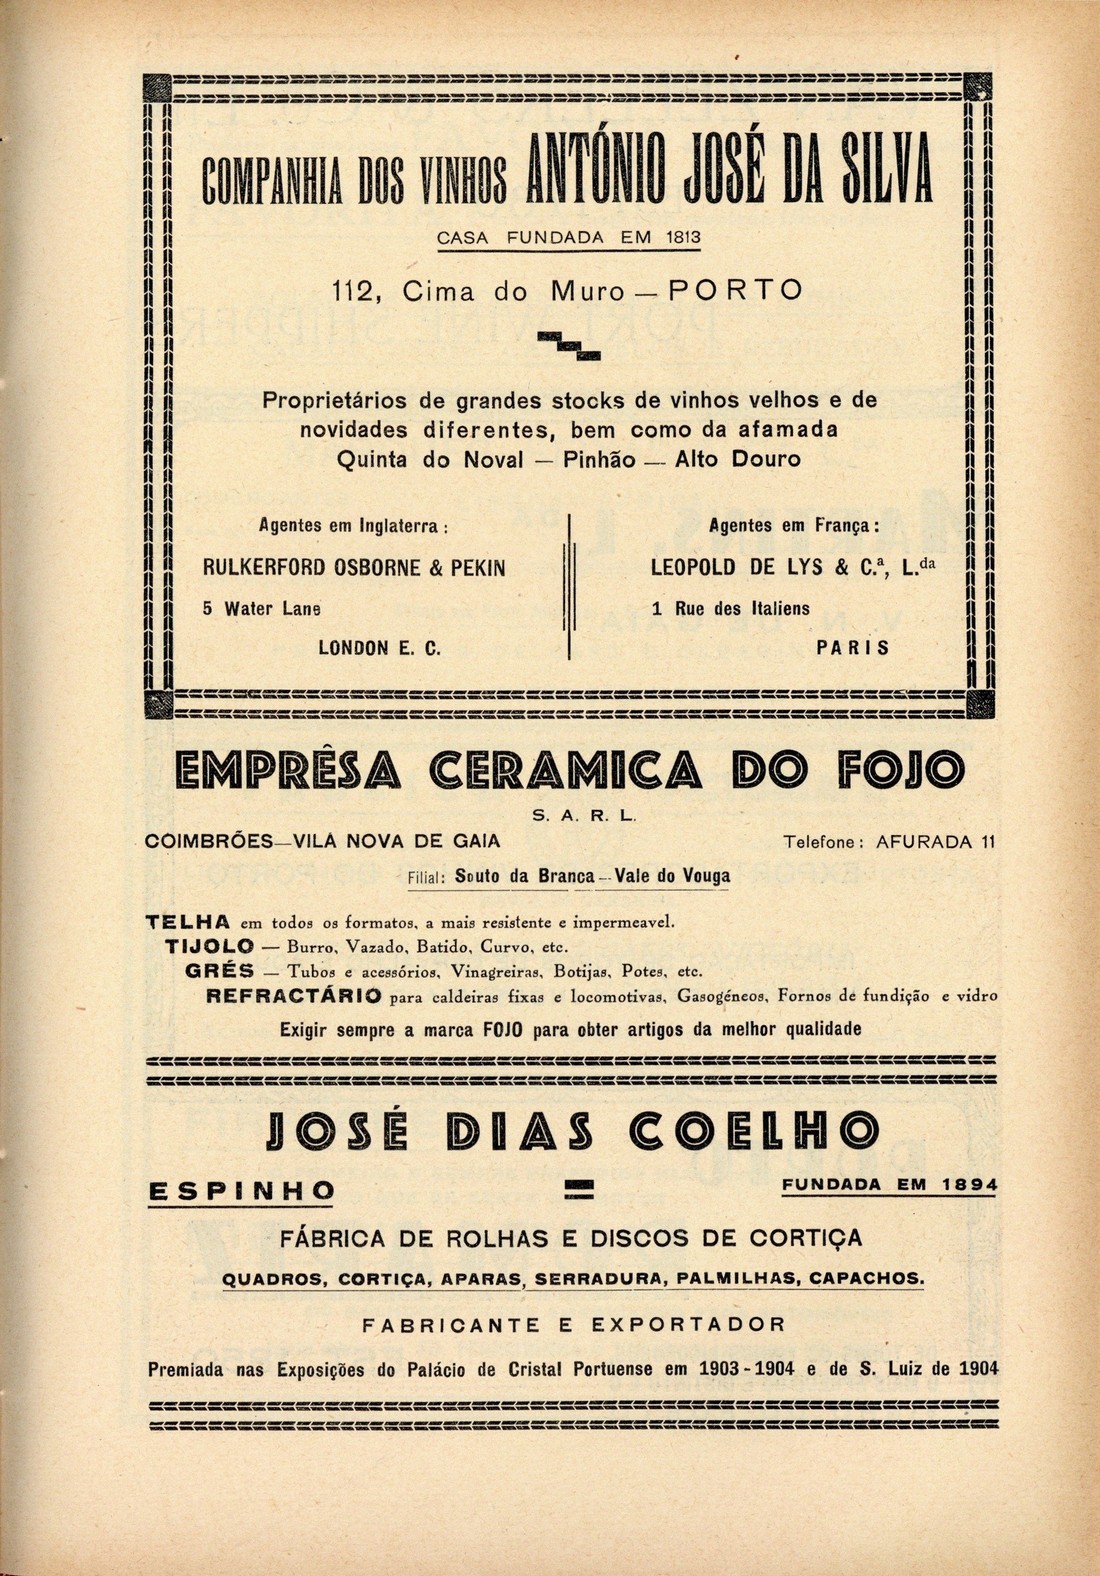 COMPANHIA DOS VINHOS ANTÓNIO JOSÉ DA SILVA
CASA FUNDADA EM 1813
112, Cima do Muro — PORTO
Proprietários de grandes stocks de vinhos velhos e de
novidades diferentes, bem como da afamada
Quinta do Noval — Pinhão — Alto Douro
Agentes em Inglaterra :
RULKERFORD OSBORNE & PEKIN
5 Water Lane
LONDON E. C.
Agentes em França :
LEOPOLD DE LYS & C.ª, L.da
1 Rue des Italiens
PARIS
EMPRÊSA CERAMICA DO FOJO
S. A. R. L.
COIMBRÕES—VILA NOVA DE GAIA Telefone : AFURADA 11
Filial: Souto da Branca—Vale do Vouga
TELHA em todos os formatos, a mais resistente e impermeavel.
TIJOLO — Burro, Vazado, Batido, Curvo, etc.
GRÉS — Tubos e acessórios, Vinagreiras, Botijas, Potes, etc.
REFRACTÁRIO para caldeiras fixas e locomotivas, Gasogéneos, Fornos de fundição e vidro
Exigir sempre a marca FOJO para obter artigos da melhor qualidade
JOSÉ DIAS COELHO
ESPINHO FUNDADA EM 1894
FÁBRICA DE ROLHAS E DISCOS DE CORTIÇA
QUADROS, CORTIÇA, APARAS, SERRADURA, PALMILHAS, CAPACHOS.
FABRICANTE E EXPORTADOR
Premiada nas Exposições do Palácio de Cristal Portuense em 1903-1904 e de S. Luiz de 1904